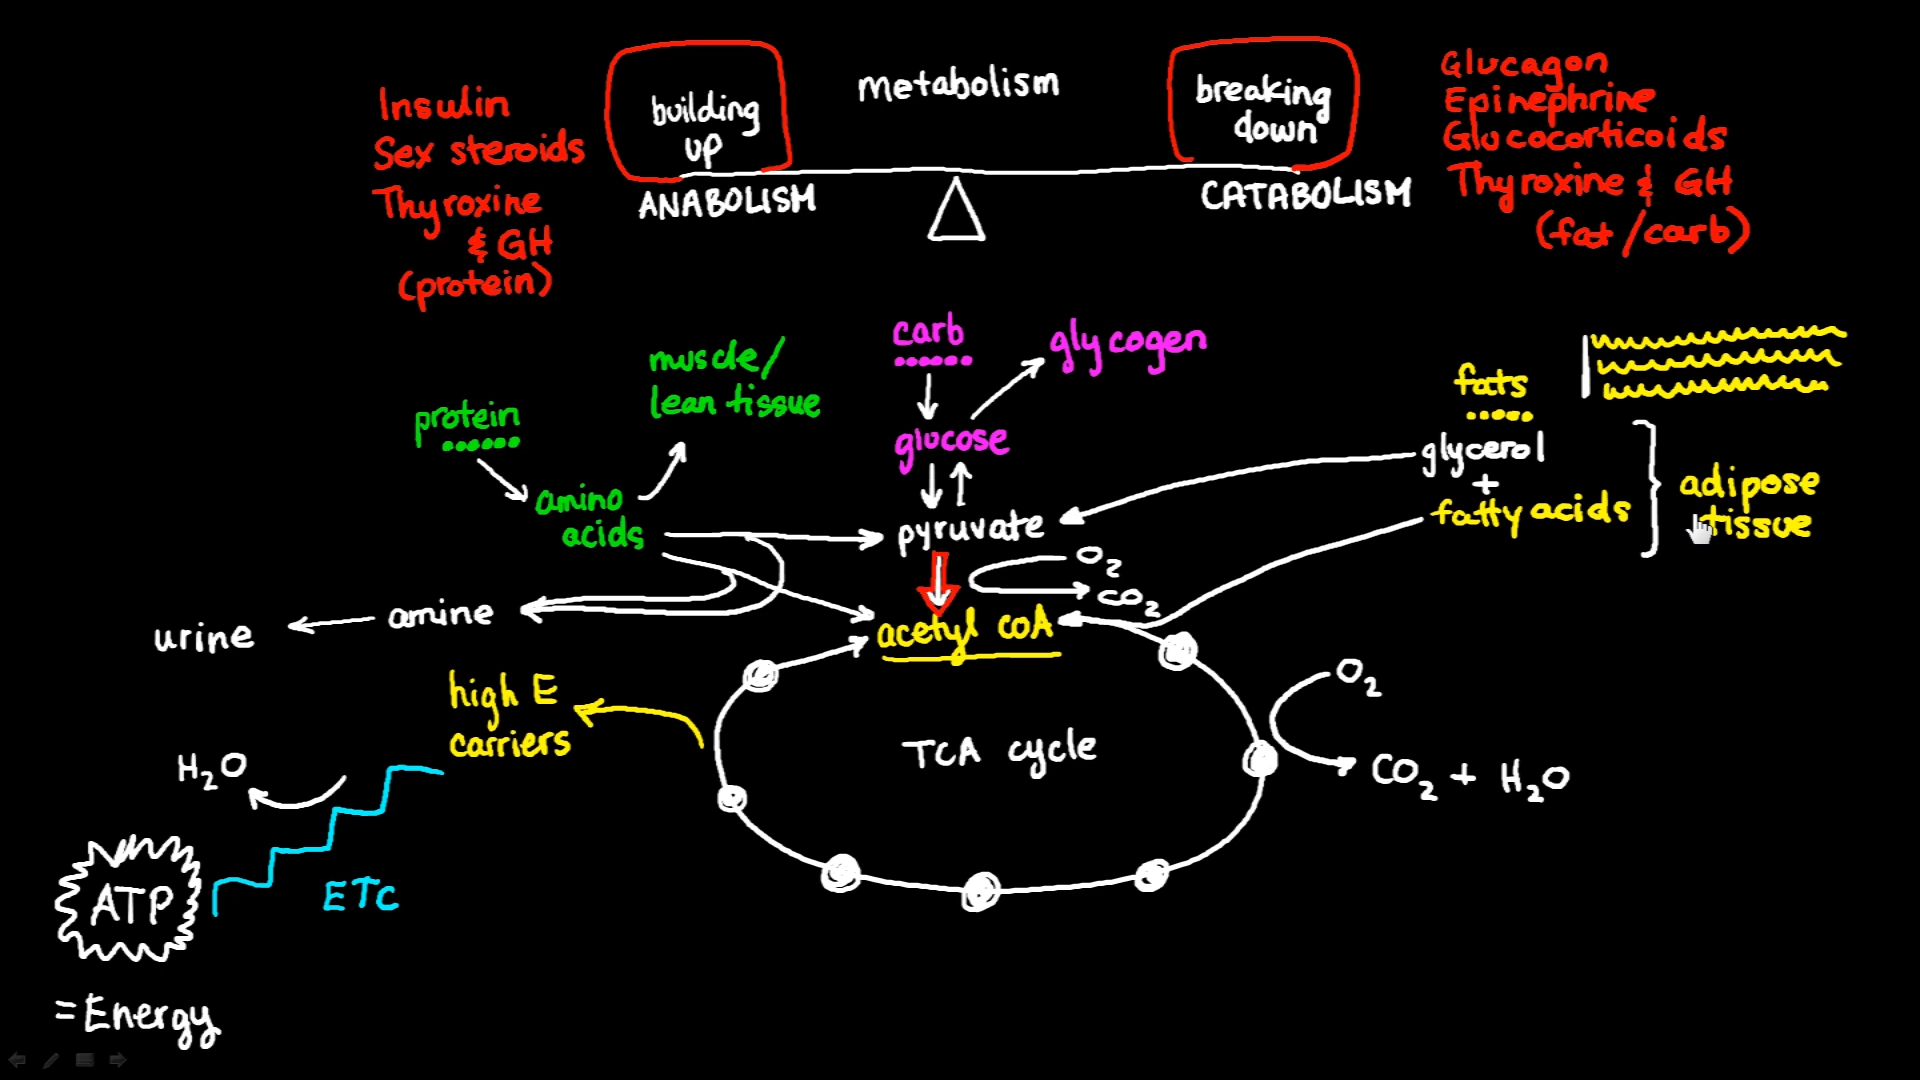 metabolism
building
up
ANABOLISM
breaking
down
CATABOLISM
Insulin
Sex steroids
Thyroxine
& GH
(protein)
Glucagon
Epinephrine
Glucocorticoids
Thyroxine & GH
(fat/carb)
protein
amino
acids
muscle/
lean tissue
carb
glycogen
glucose
pyruvate
fats
glycerol
+
fatty acids
adipose
tissue
O2
CO2
acetyl coA
amine
urine
TCA cycle
O2
CO2 + H2O
high E
carriers
H2O
ETC
ATP
= Energy